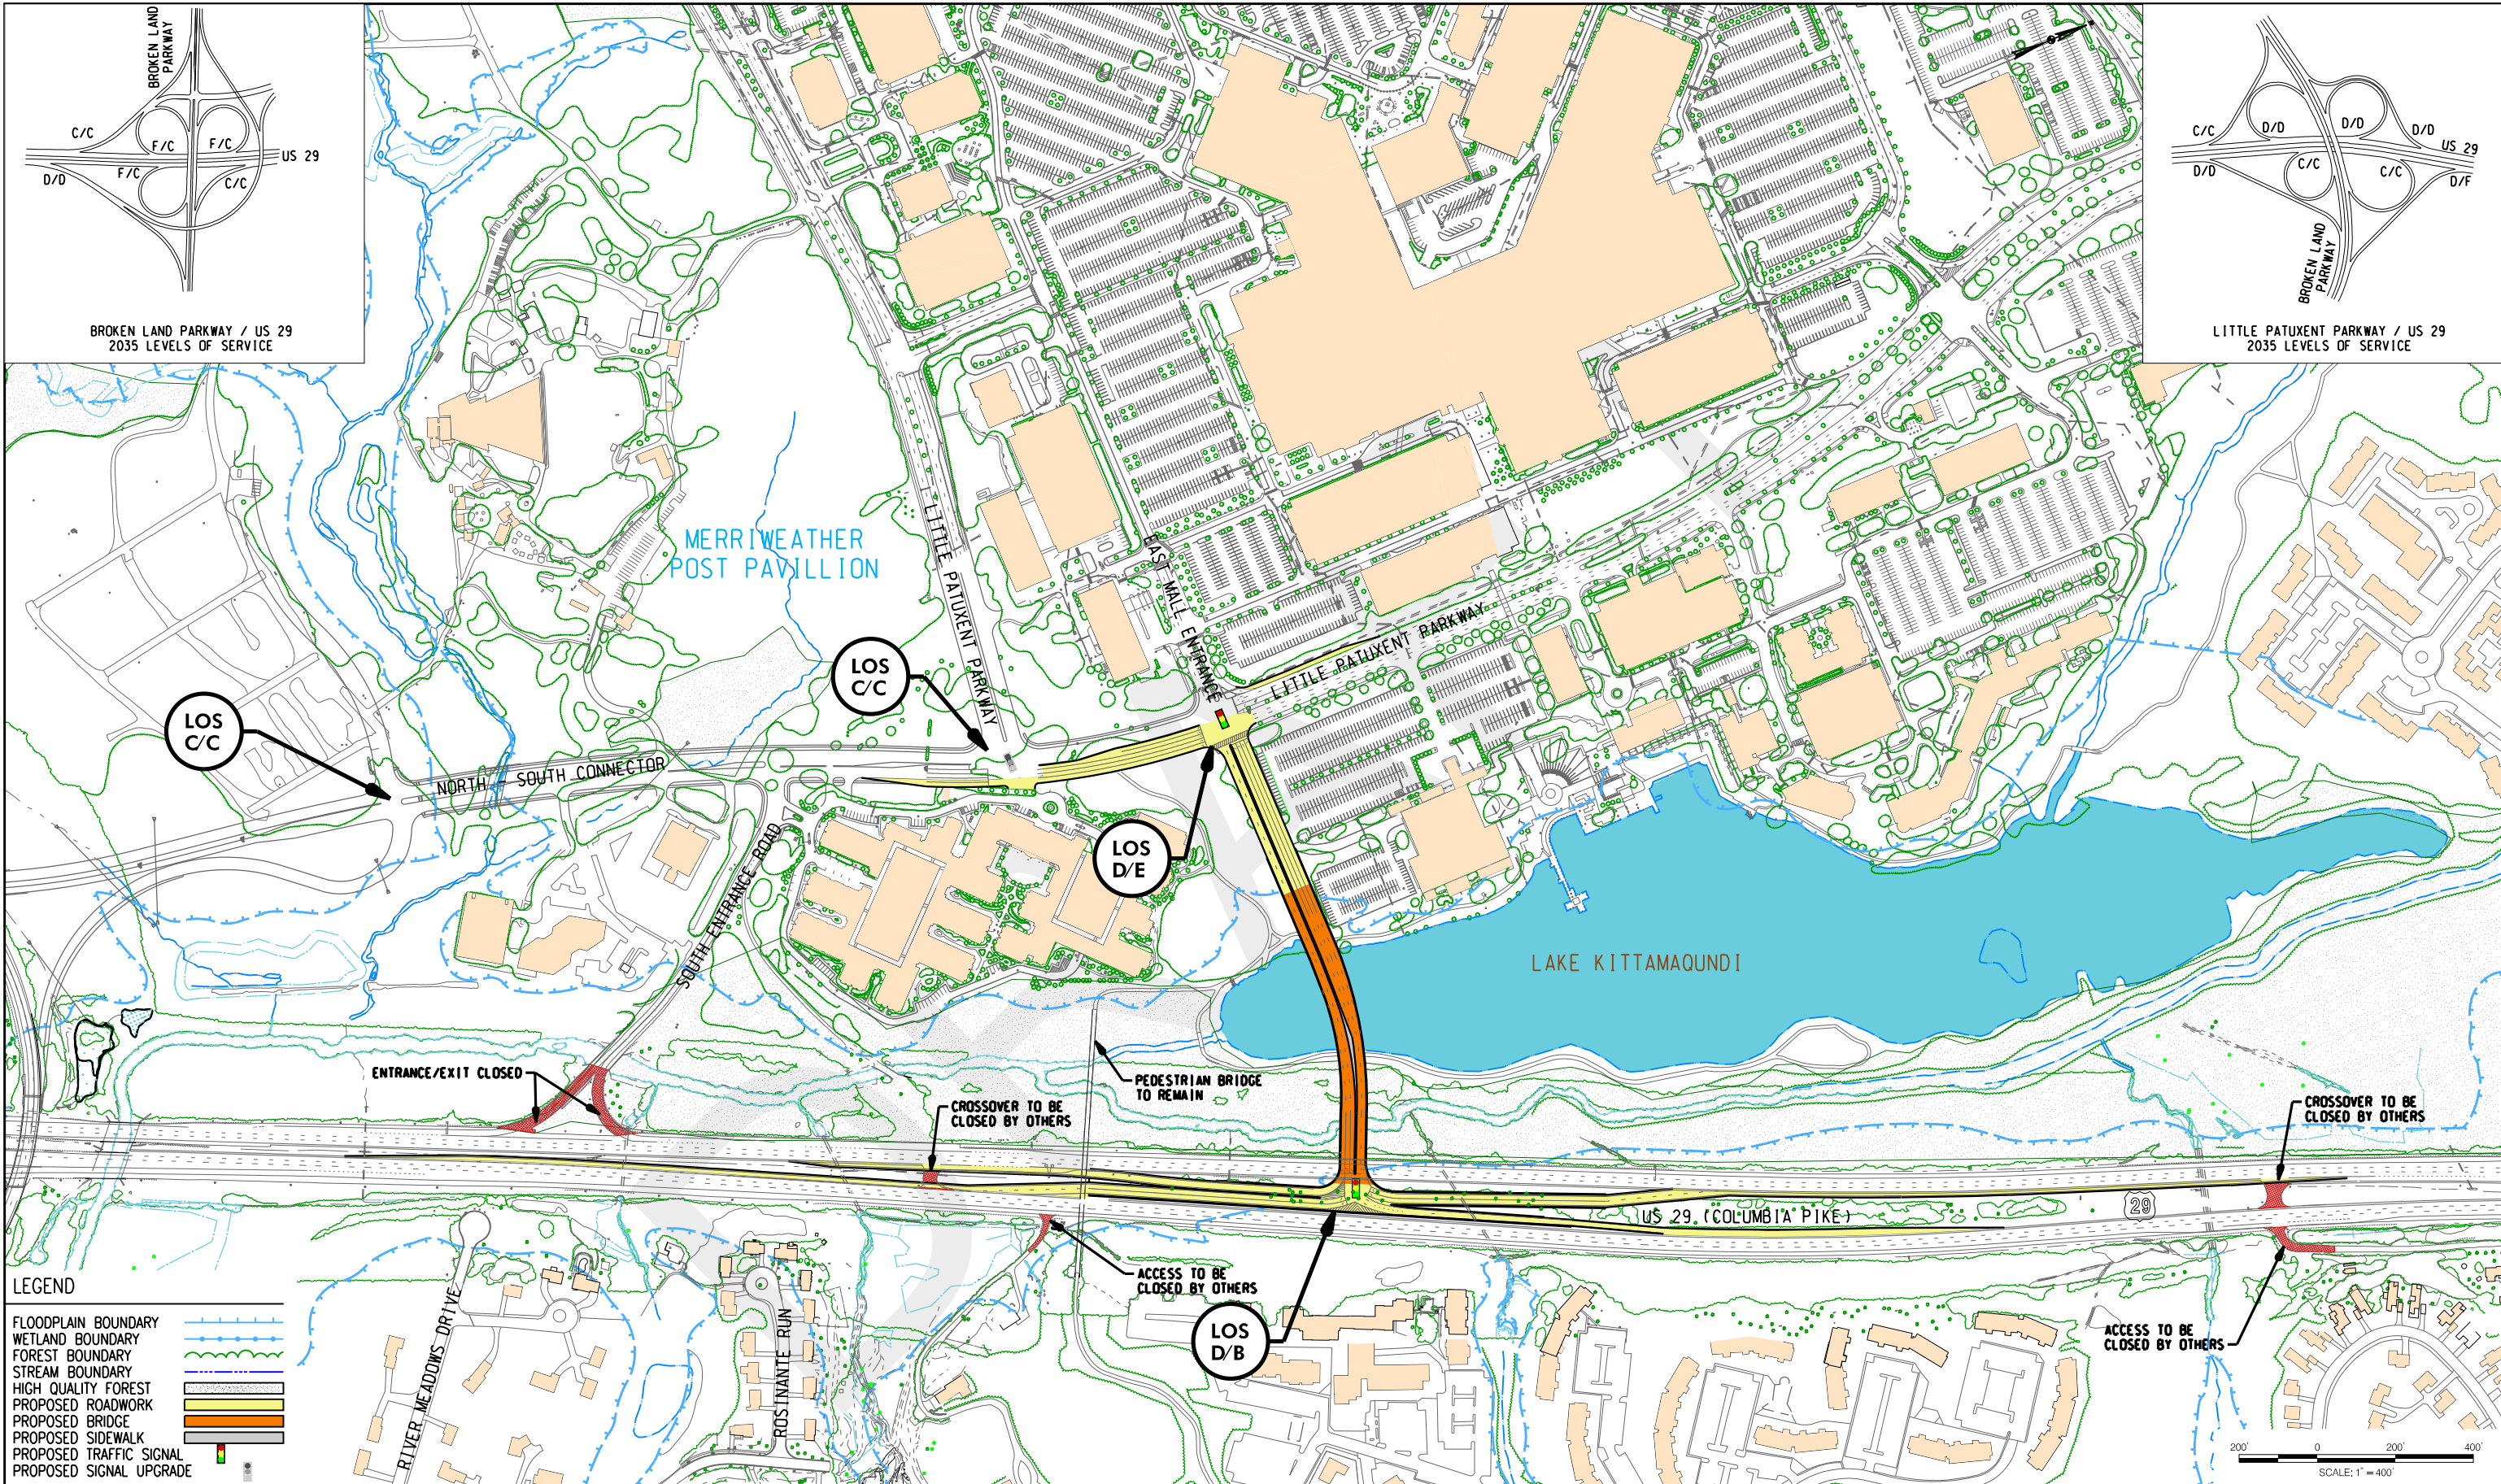 BROKEN LAND
PARKWAY
C/C
F/C
F/C
US 29
D/D
F/C
C/C
BROKEN LAND PARKWAY / US 29
2035 LEVELS OF SERVICE
C/C
D/D
D/D
D/D
US 29
D/D
C/C
C/C
D/F
BROKEN LAND
PARKWAY
LITTLE PATUXENT PARKWAY / US 29
2035 LEVELS OF SERVICE
MERRIWEATHER
POST PAVILLION
LITTLE PATUXENT PARKWAY
EAST MALL ENTRANCE
LITTLE PATUXENT PARKWAY
LOS
C/C
LOS
C/C
NORTH - SOUTH CONNECTOR
SOUTH ENTRANCE ROAD
LOS
D/E
LAKE KITTAMAQUNDI
ENTRANCE/EXIT CLOSED
PEDESTRIAN BRIDGE
TO REMAIN
CROSSOVER TO BE
CLOSED BY OTHERS
CROSSOVER TO BE
CLOSED BY OTHERS
US 29 (COLUMBIA PIKE)
29
ACCESS TO BE
CLOSED BY OTHERS
LOS
D/B
ACCESS TO BE
CLOSED BY OTHERS
RIVER MEADOWS DRIVE
ROSINANTE RUN
LEGEND
FLOODPLAIN BOUNDARY
WETLAND BOUNDARY
FOREST BOUNDARY
STREAM BOUNDARY
HIGH QUALITY FOREST
PROPOSED ROADWORK
PROPOSED BRIDGE
PROPOSED SIDEWALK
PROPOSED TRAFFIC SIGNAL
PROPOSED SIGNAL UPGRADE
200' 0 200' 400'
SCALE: 1" = 400'